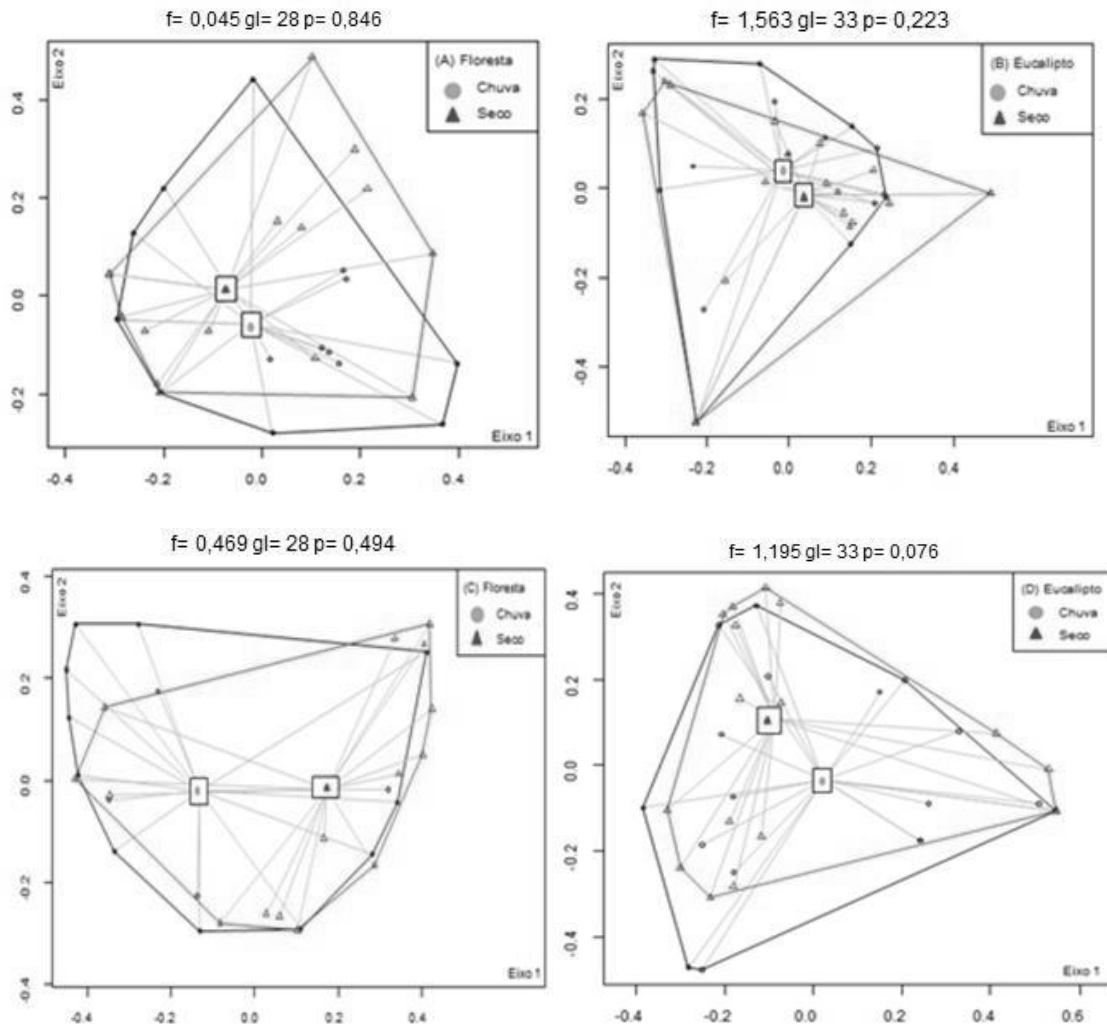 f= 0,045 gl= 28 p= 0,846
Eixo 2
(A) Floresta
Chuva
Seco
0.4
0.2
0.0
-0.2
Eixo 1
-0.4
-0.2
0.0
0.2
0.4
f= 1,563 gl= 33 p= 0,223
Eixo 2
(B) Eucalipto
Chuva
Seco
0.2
0.0
-0.2
-0.4
Eixo 1
-0.4
-0.2
0.0
0.2
0.4
0.6
f= 0,469 gl= 28 p= 0,494
Eixo 2
(C) Floresta
Chuva
Seco
0.4
0.2
0.0
-0.2
-0.4
Eixo 1
-0.4
-0.2
0.0
0.2
0.4
f= 1,195 gl= 33 p= 0,076
Eixo 2
(D) Eucalipto
Chuva
Seco
0.4
0.2
0.0
-0.2
-0.4
Eixo 1
-0.4
-0.2
0.0
0.2
0.4
0.6